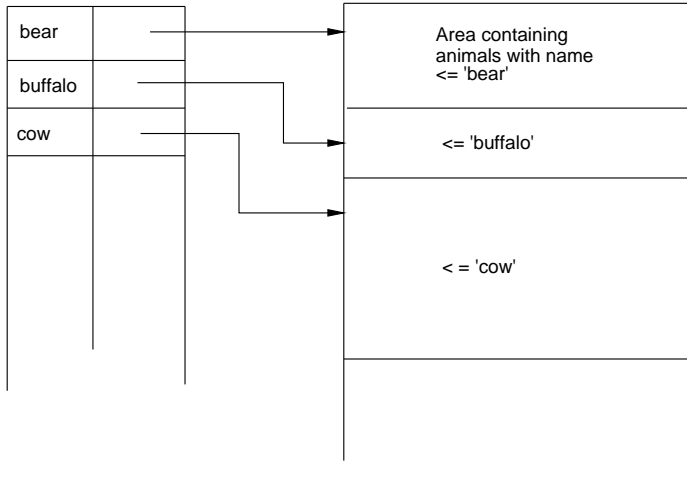 bear
buffalo
cow
Area containing
animals with name
<= 'bear'
<= 'buffalo'
< = 'cow'